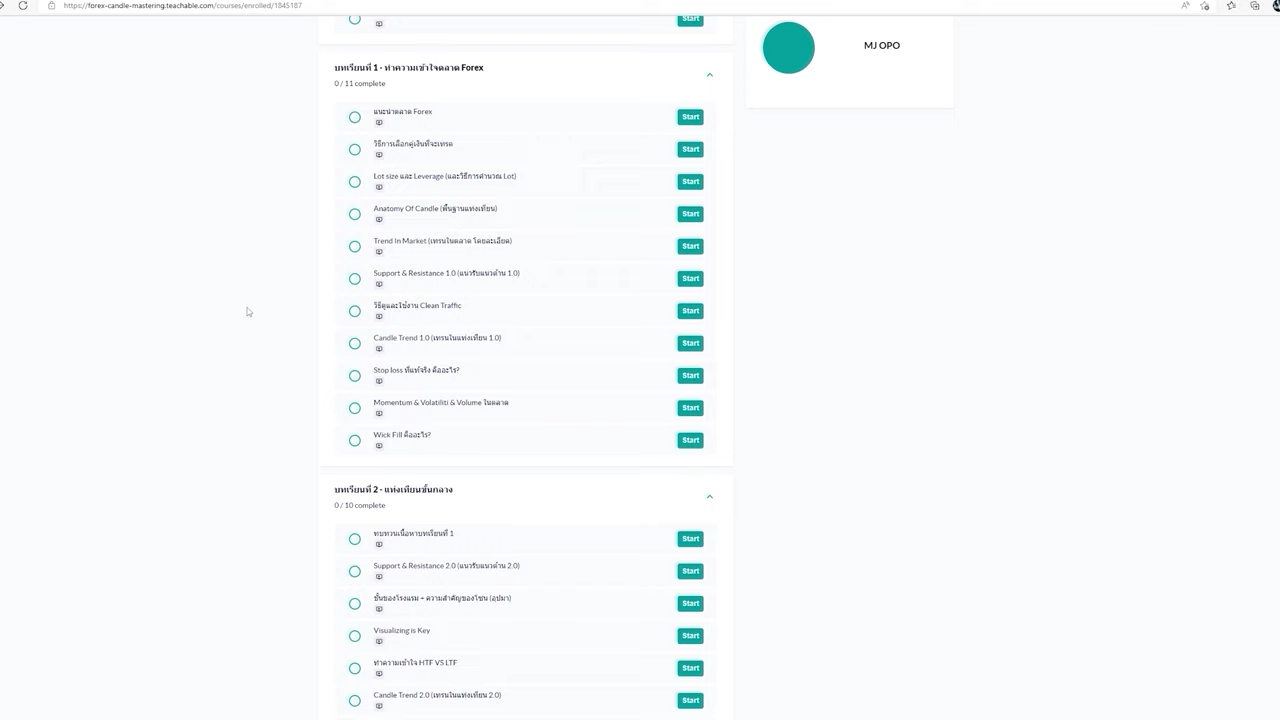 https://forex-candle-mastering.teachable.com/courses/enrolled/1845187
Start
MJ OPO
บทเรียนที่ 1 - ทำความเข้าใจตลาด Forex
0 / 11 complete
แนะนำตลาด Forex
Start
วิธีการเลือกคู่เงินที่จะเทรด
Start
Lot size และ Leverage (และวิธีการคำนวณ Lot)
Start
Anatomy Of Candle (พื้นฐานแท่งเทียน)
Start
Trend In Market (เทรนในตลาด โดยละเอียด)
Start
Support & Resistance 1.0 (แนวรับแนวต้าน 1.0)
Start
วิธีดูและใช้งาน Clean Traffic
Start
Candle Trend 1.0 (เทรนในแท่งเทียน 1.0)
Start
Stop loss ที่แท้จริง คืออะไร?
Start
Momentum & Volatiliti & Volume ในตลาด
Start
Wick Fill คืออะไร?
Start
บทเรียนที่ 2 - แท่งเทียนขั้นกลาง
0 / 10 complete
ทบทวนเนื้อหาบทเรียนที่ 1
Start
Support & Resistance 2.0 (แนวรับแนวต้าน 2.0)
Start
ชั้นของโรงแรม + ความสำคัญของโซน (อุปมา)
Start
Visualizing is Key
Start
ทำความเข้าใจ HTF VS LTF
Start
Candle Trend 2.0 (เทรนในแท่งเทียน 2.0)
Start